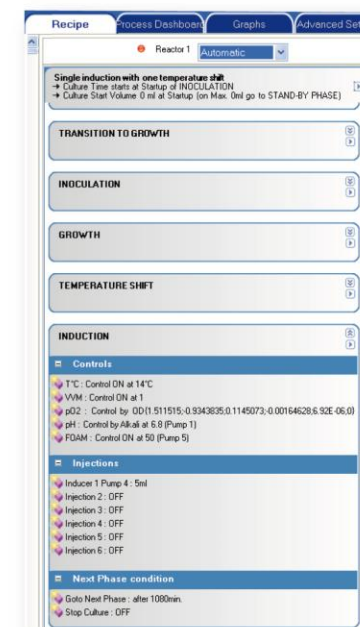 Recipe
Process Dashboard
Graphs
Advanced Set
Reactor 1
Automatic
Single induction with one temperature shift
→ Culture Time starts at Startup of INOCULATION
→ Culture Start Volume 0 ml at Startup (on Max. 0ml go to STAND-BY PHASE)
TRANSITION TO GROWTH
INOCULATION
GROWTH
TEMPERATURE SHIFT
INDUCTION
Controls
T°C : Control ON at 14°C
VVM : Control ON at 1
pO2 : Control by OD(1.511515;-0.9343835;0.1145073;-0.00164628;6.92E-06;0)
pH : Control by Alkali at 6.8 (Pump 1)
FOAM : Control ON at 50 (Pump 5)
Injections
Inducer 1 Pump 4 : 5ml
Injection 2 : OFF
Injection 3 : OFF
Injection 4 : OFF
Injection 5 : OFF
Injection 6 : OFF
Next Phase condition
Goto Next Phase : after 1080min.
Stop Culture : OFF